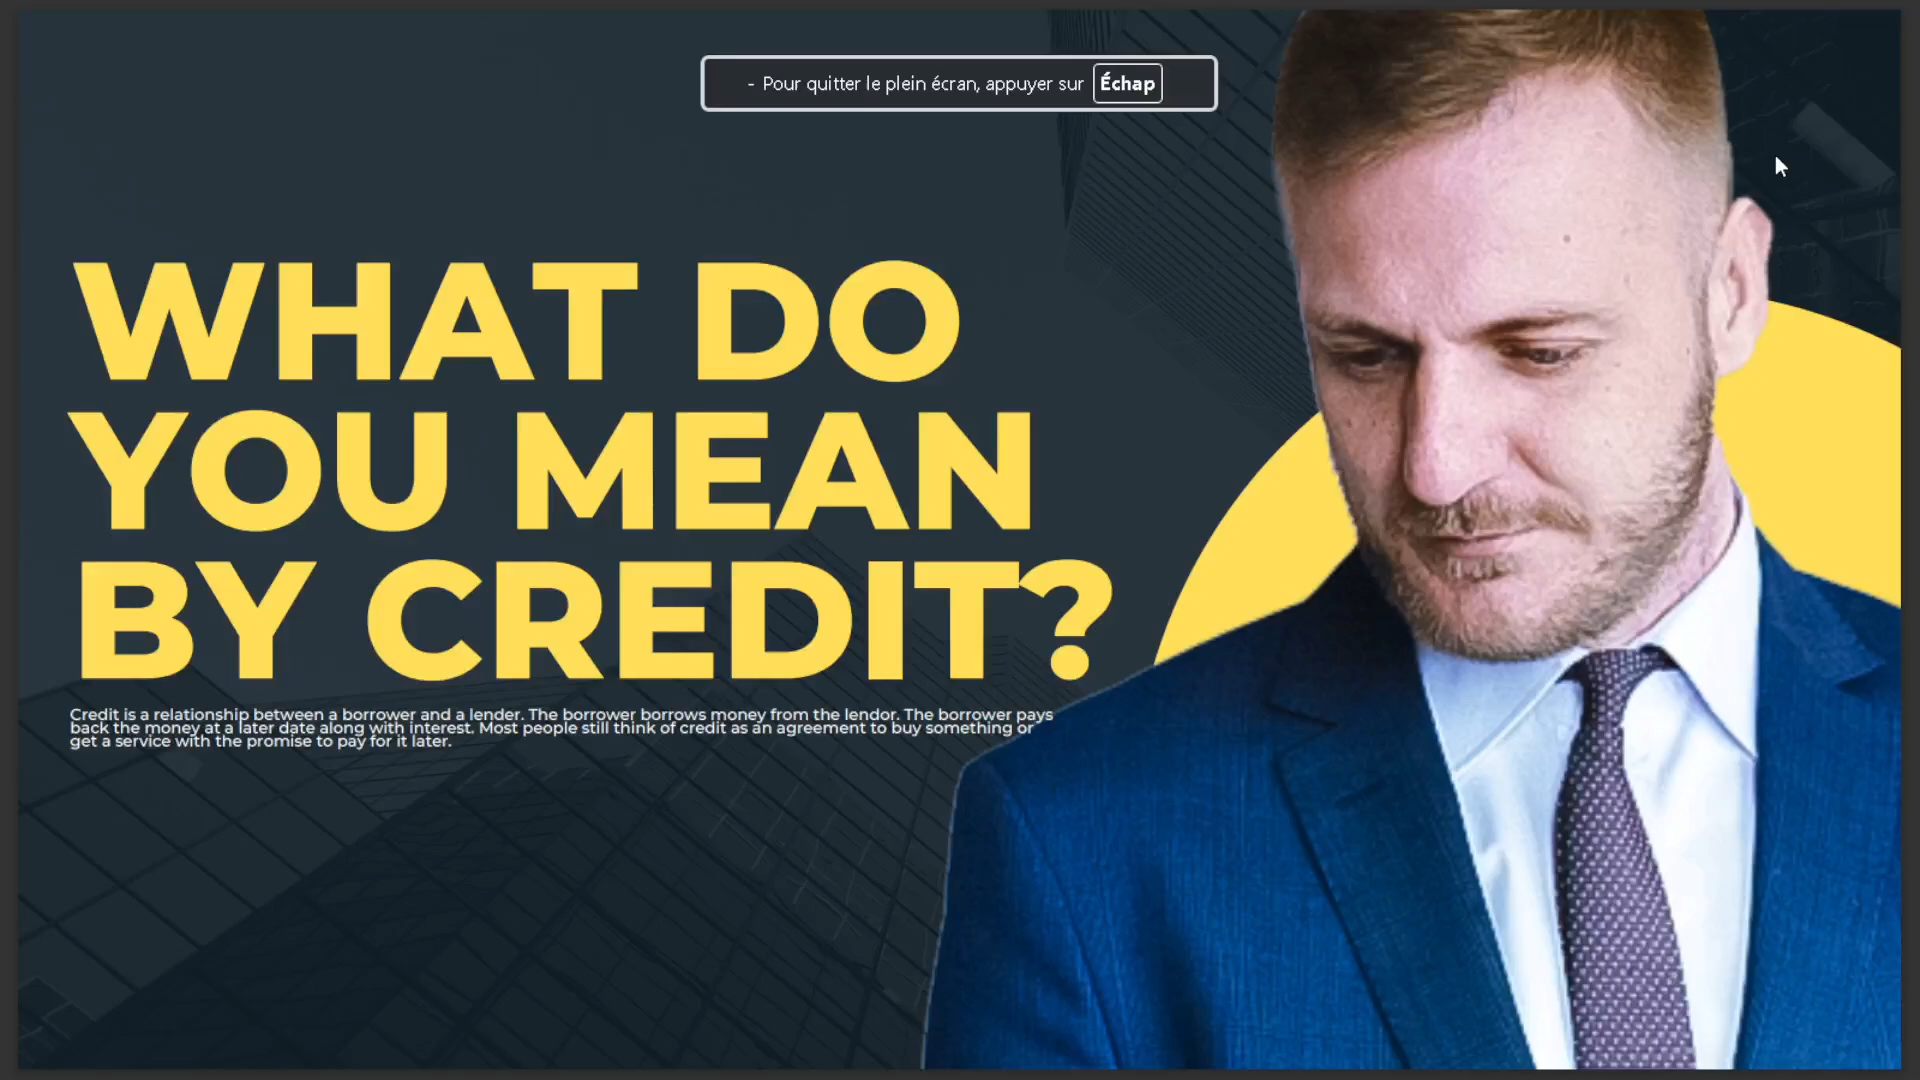 - Pour quitter le plein écran, appuyer sur Échap
WHAT DO
YOU MEAN
BY CREDIT?
Credit is a relationship between a borrower and a lender. The borrower borrows money from the lendor. The borrower pays
back the money at a later date along with interest. Most people still think of credit as an agreement to buy something or
get a service with the promise to pay for it later.